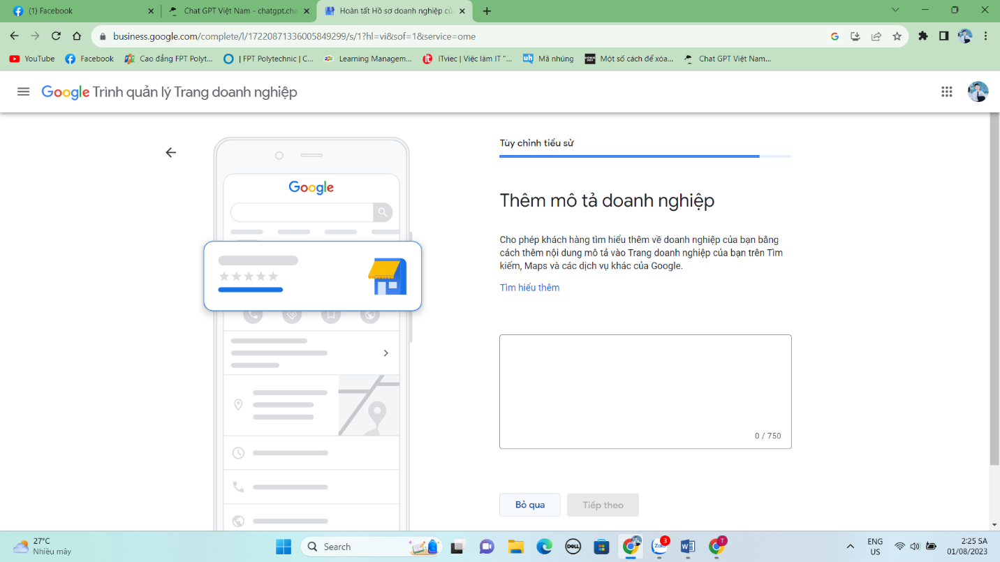 (1) Facebook
Chat GPT Việt Nam - chatgpt.cha
Hoàn tất Hồ sơ doanh nghiệp củ
business.google.com/complete/l/17220871336005849299/s/1?hl=vi&sof=1&service=ome
YouTube
Facebook
Cao đẳng FPT Polyt...
| FPT Polytechnic | C...
Learning Managem...
ITviec | Việc làm IT "...
Mã nhúng
Một số cách để xóa...
Chat GPT Việt Nam...
Google Trình quản lý Trang doanh nghiệp
Google
Tùy chỉnh tiểu sử
Thêm mô tả doanh nghiệp
Cho phép khách hàng tìm hiểu thêm về doanh nghiệp của bạn bằng
cách thêm nội dung mô tả vào Trang doanh nghiệp của bạn trên Tìm
kiếm, Maps và các dịch vụ khác của Google.
Tìm hiểu thêm
0 / 750
Bỏ qua
Tiếp theo
27°C
Nhiều mây
Search
DELL
Zalo
3
T
ENG
US
2:25 SA
01/08/2023